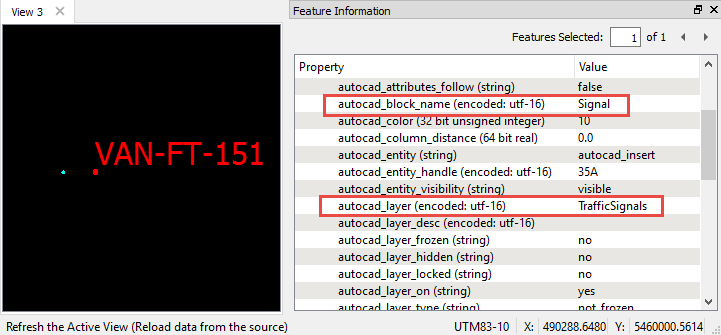 View 3
VAN-FT-151
Feature Information
Features Selected: 1 of 1
Property Value
autocad_attributes_follow (string) false
autocad_block_name (encoded: utf-16) Signal
autocad_color (32 bit unsigned integer) 10
autocad_column_distance (64 bit real) 0.0
autocad_entity (string) autocad_insert
autocad_entity_handle (encoded: utf-16) 35A
autocad_entity_visibility (string) visible
autocad_layer (encoded: utf-16) TrafficSignals
autocad_layer_desc (encoded: utf-16)
autocad_layer_frozen (string) no
autocad_layer_hidden (string) no
autocad_layer_locked (string) no
autocad_layer_on (string) yes
autocad_layer_type (string) not_frozen
Refresh the Active View (Reload data from the source) UTM83-10 X: 490288.6480 Y: 5460000.5614